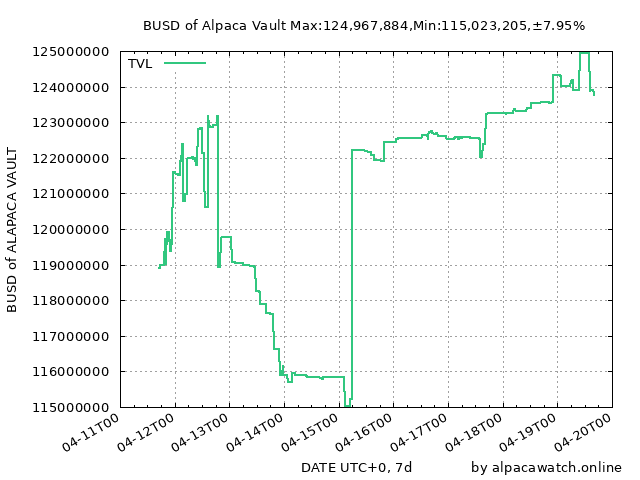 BUSD of Alpaca Vault Max:124,967,884,Min:115,023,205,±7.95%
TVL
125000000
124000000
123000000
122000000
121000000
120000000
119000000
118000000
117000000
116000000
115000000
BUSD of ALAPACA VAULT
04-11T00
04-12T00
04-13T00
04-14T00
04-15T00
04-16T00
04-17T00
04-18T00
04-19T00
04-20T00
DATE UTC+0, 7d
by alpacawatch.online